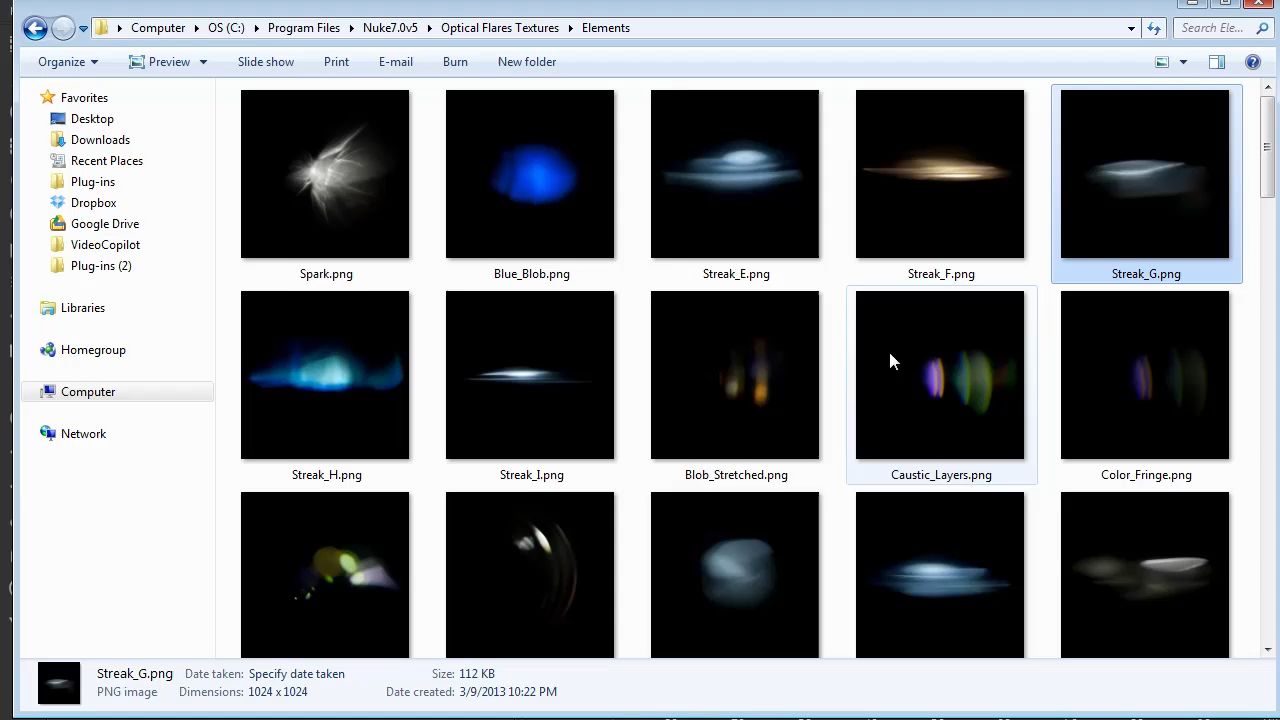 Computer OS (C:) Program Files Nuke7.0v5 Optical Flares Textures Elements Search Ele...
Organize Preview Slide show Print E-mail Burn New folder
Favorites
Desktop
Downloads
Recent Places
Plug-ins
Dropbox
Google Drive
VideoCopilot
Plug-ins (2)
Libraries
Homegroup
Computer
Network
Spark.png Blue_Blob.png Streak_E.png Streak_F.png Streak_G.png
Streak_H.png Streak_I.png Blob_Stretched.png Caustic_Layers.png Color_Fringe.png
Streak_G.png Date taken: Specify date taken Size: 112 KB
PNG image Dimensions: 1024 x 1024 Date created: 3/9/2013 10:22 PM